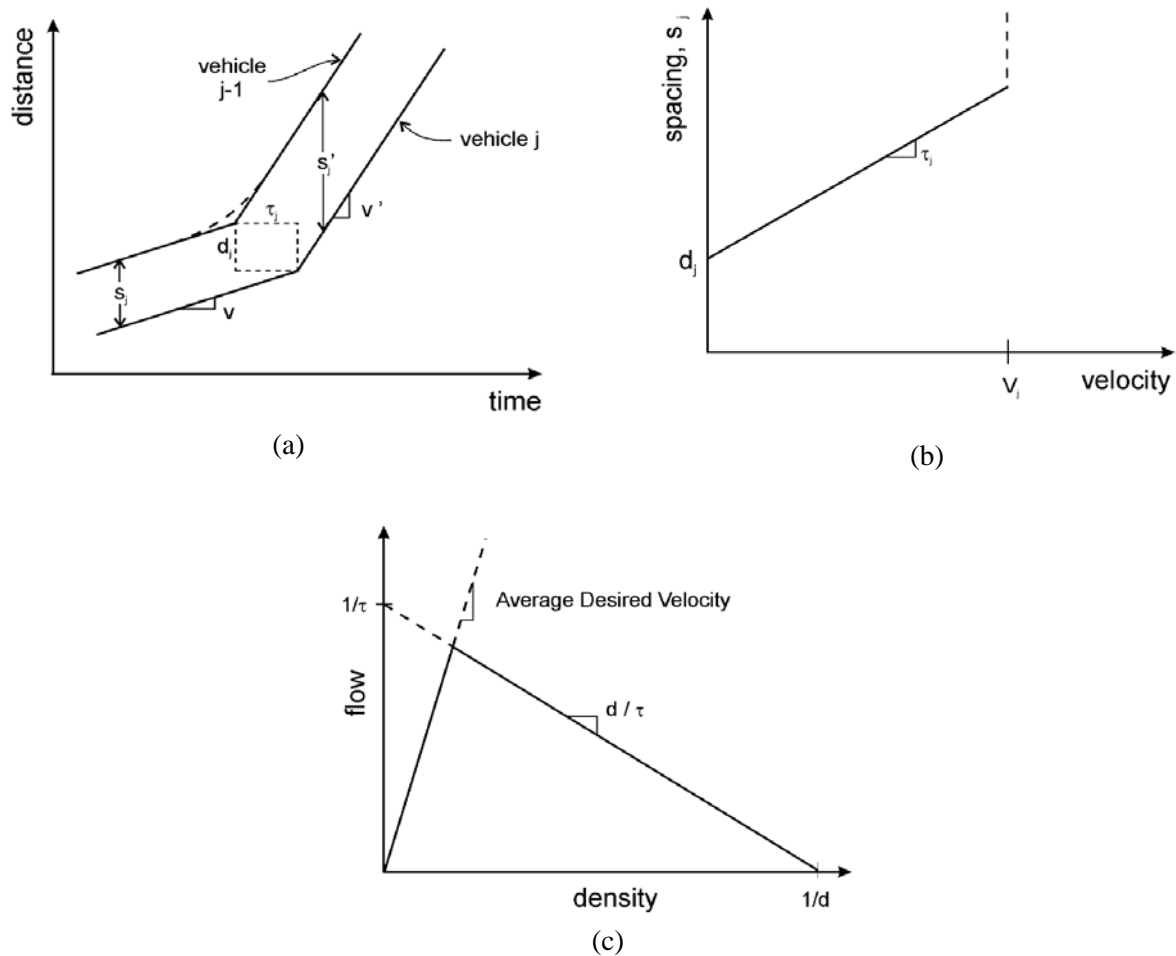 distance
vehicle
j-1
vehicle j
s_j'
v'
τ_j
d_j
s_j
v
time
(a)
spacing, s_j
τ_j
d_j
V_j
velocity
(b)
1/τ
Average Desired Velocity
flow
d / τ
density
1/d
(c)